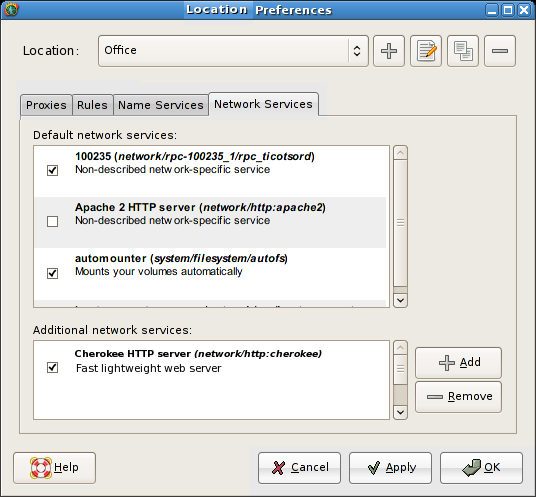 Location Preferences
Location: Office
Proxies Rules Name Services Network Services
Default network services:
100235 (network/rpc-100235_1/rpc_ticotsord)
Non-described network-specific service
Apache 2 HTTP server (network/http:apache2)
Non-described network-specific service
automounter (system/filesystem/autofs)
Mounts your volumes automatically
Additional network services:
Cherokee HTTP server (network/http:cherokee)
Fast lightweight web server
Add
Remove
Help Cancel Apply OK